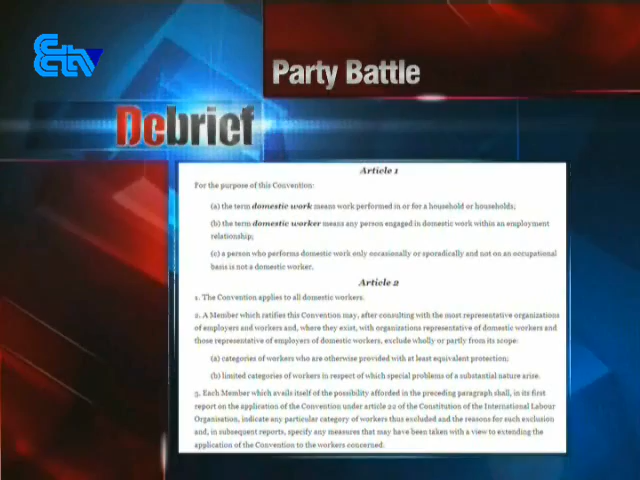 Ectv
Party Battle
Debrief
Article 1
For the purpose of this Convention:
(a) the term domestic work means work performed in or for a household or households;
(b) the term domestic worker means any person engaged in domestic work within an employment
relationship;
(c) a person who performs domestic work only occasionally or sporadically and not on an occupational
basis is not a domestic worker.
Article 2
1. The Convention applies to all domestic workers.
2. A Member which ratifies this Convention may, after consulting with the most representative organizations
of employers and workers and, where they exist, with organizations representative of domestic workers and
those representative of employers of domestic workers, exclude wholly or partly from its scope:
(a) categories of workers who are otherwise provided with at least equivalent protection;
(b) limited categories of workers in respect of which special problems of a substantial nature arise.
3. Each Member which avails itself of the possibility afforded in the preceding paragraph shall, in its first
report on the application of the Convention under article 22 of the Constitution of the International Labour
Organisation, indicate any particular category of workers thus excluded and the reasons for such exclusion
and, in subsequent reports, specify any measures that may have been taken with a view to extending the
application of the Convention to the workers concerned.